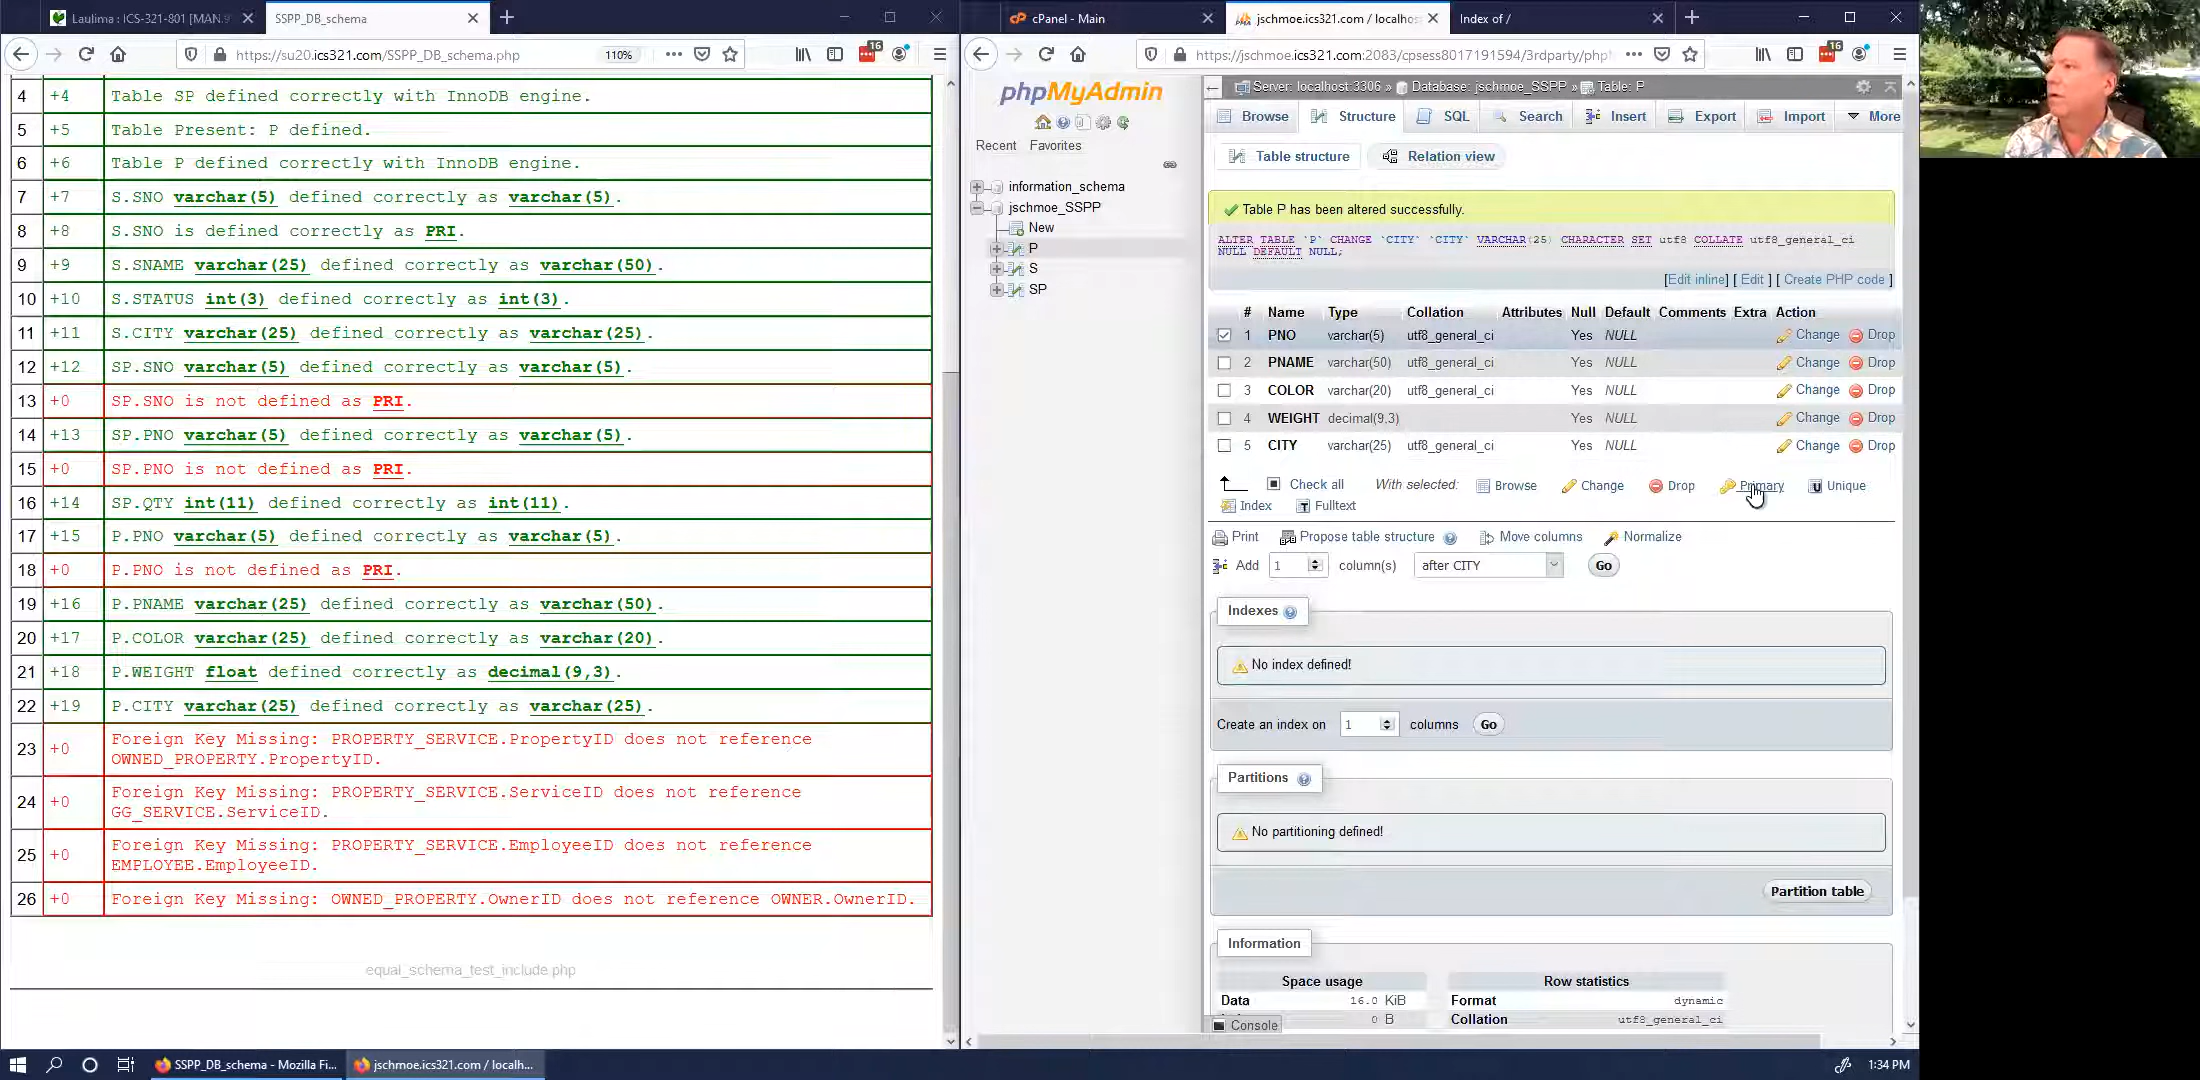 Laulima : ICS-321-801 [MAN.9
SSPP_DB_schema
https://su20.ics321.com/SSPP_DB_schema.php
110%
16
4 +4 Table SP defined correctly with InnoDB engine.
5 +5 Table Present: P defined.
6 +6 Table P defined correctly with InnoDB engine.
7 +7 S.SNO varchar(5) defined correctly as varchar(5).
8 +8 S.SNO is defined correctly as PRI.
9 +9 S.SNAME varchar(25) defined correctly as varchar(50).
10 +10 S.STATUS int(3) defined correctly as int(3).
11 +11 S.CITY varchar(25) defined correctly as varchar(25).
12 +12 SP.SNO varchar(5) defined correctly as varchar(5).
13 +0 SP.SNO is not defined as PRI.
14 +13 SP.PNO varchar(5) defined correctly as varchar(5).
15 +0 SP.PNO is not defined as PRI.
16 +14 SP.QTY int(11) defined correctly as int(11).
17 +15 P.PNO varchar(5) defined correctly as varchar(5).
18 +0 P.PNO is not defined as PRI.
19 +16 P.PNAME varchar(25) defined correctly as varchar(50).
20 +17 P.COLOR varchar(25) defined correctly as varchar(20).
21 +18 P.WEIGHT float defined correctly as decimal(9,3).
22 +19 P.CITY varchar(25) defined correctly as varchar(25).
23 +0 Foreign Key Missing: PROPERTY_SERVICE.PropertyID does not reference
OWNED_PROPERTY.PropertyID.
24 +0 Foreign Key Missing: PROPERTY_SERVICE.ServiceID does not reference
GG_SERVICE.ServiceID.
25 +0 Foreign Key Missing: PROPERTY_SERVICE.EmployeeID does not reference
EMPLOYEE.EmployeeID.
26 +0 Foreign Key Missing: OWNED_PROPERTY.OwnerID does not reference OWNER.OwnerID.
equal_schema_test_include.php
cPanel - Main
jschmoe.ics321.com / localhos
Index of /
https://jschmoe.ics321.com:2083/cpsess8017191594/3rdparty/php
16
phpMyAdmin
Recent Favorites
information_schema
jschmoe_SSPP
New
P
S
SP
Server: localhost:3306 » Database: jschmoe_SSPP » Table: P
Browse Structure SQL Search Insert Export Import More
Table structure Relation view
Table P has been altered successfully.
ALTER TABLE `P` CHANGE `CITY` `CITY` VARCHAR(25) CHARACTER SET utf8 COLLATE utf8_general_ci
NULL DEFAULT NULL;
[Edit inline] [ Edit ] [ Create PHP code ]
# Name Type Collation Attributes Null Default Comments Extra Action
1 PNO varchar(5) utf8_general_ci Yes NULL Change Drop
2 PNAME varchar(50) utf8_general_ci Yes NULL Change Drop
3 COLOR varchar(20) utf8_general_ci Yes NULL Change Drop
4 WEIGHT decimal(9,3) Yes NULL Change Drop
5 CITY varchar(25) utf8_general_ci Yes NULL Change Drop
Check all With selected: Browse Change Drop Primary Unique
Index Fulltext
Print Propose table structure Move columns Normalize
Add 1 column(s) after CITY Go
Indexes
No index defined!
Create an index on 1 columns Go
Partitions
No partitioning defined!
Partition table
Information
Space usage Row statistics
Data 16.0 KiB Format dynamic
0 B Collation utf8_general_ci
Console
SSPP_DB_schema - Mozilla Fi...
jschmoe.ics321.com / localh...
1:34 PM